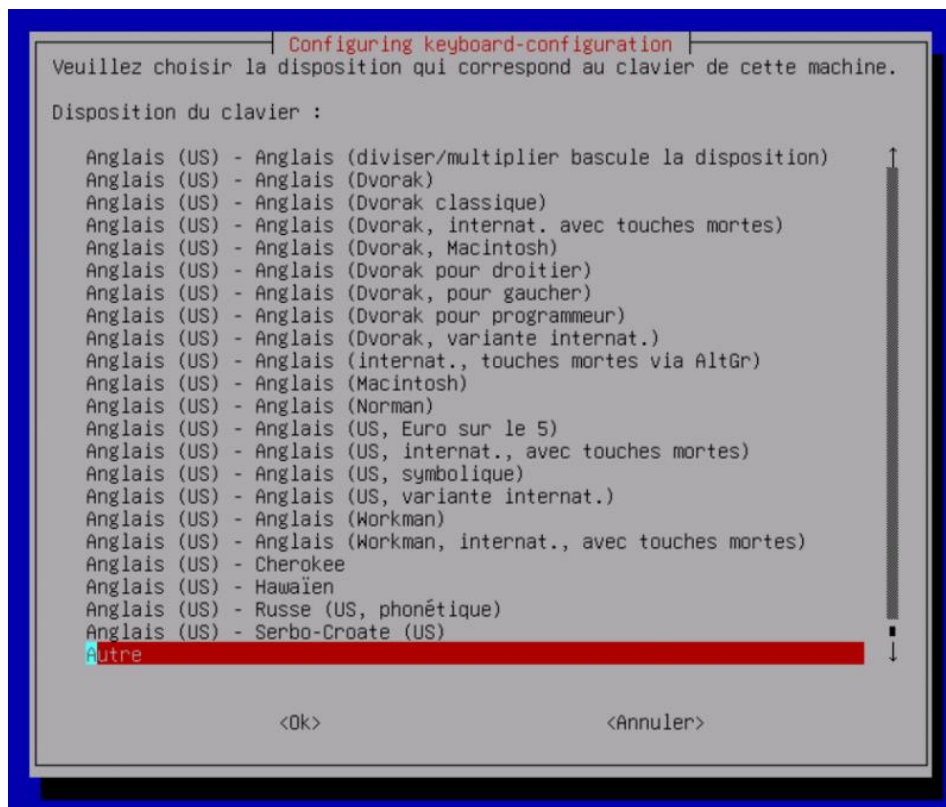 Configuring keyboard-configuration
Veuillez choisir la disposition qui correspond au clavier de cette machine.
Disposition du clavier :
Anglais (US) - Anglais (diviser/multiplier bascule la disposition)
Anglais (US) - Anglais (Dvorak)
Anglais (US) - Anglais (Dvorak classique)
Anglais (US) - Anglais (Dvorak, internat. avec touches mortes)
Anglais (US) - Anglais (Dvorak, Macintosh)
Anglais (US) - Anglais (Dvorak pour droitier)
Anglais (US) - Anglais (Dvorak, pour gaucher)
Anglais (US) - Anglais (Dvorak pour programmeur)
Anglais (US) - Anglais (Dvorak, variante internat.)
Anglais (US) - Anglais (internat., touches mortes via AltGr)
Anglais (US) - Anglais (Macintosh)
Anglais (US) - Anglais (Norman)
Anglais (US) - Anglais (US, Euro sur le 5)
Anglais (US) - Anglais (US, internat., avec touches mortes)
Anglais (US) - Anglais (US, symbolique)
Anglais (US) - Anglais (US, variante internat.)
Anglais (US) - Anglais (Workman)
Anglais (US) - Anglais (Workman, internat., avec touches mortes)
Anglais (US) - Cherokee
Anglais (US) - Hawaïen
Anglais (US) - Russe (US, phonétique)
Anglais (US) - Serbo-Croate (US)
Autre
<Ok> <Annuler>